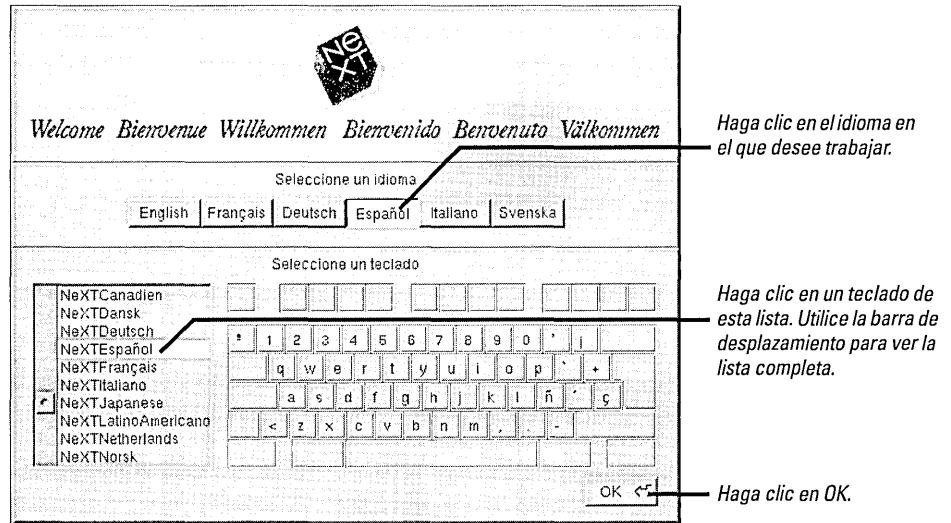 NeXT
Welcome Bienvenue Willkommen Bienvenido Benvenuto Välkommen
Seleccione un idioma
English Français Deutsch Español Italiano Svenska
Haga clic en el idioma en
el que desee trabajar.
Seleccione un teclado
NeXTCanadien
NeXTDansk
NeXTDeutsch
NeXTEspañol
NeXTFrançais
NeXTItaliano
NeXTJapanese
NeXTLatinoAmericano
NeXTNetherlands
NeXTNorsk
ª 1 2 3 4 5 6 7 8 9 0 ' ¡
q w e r t y u i o p ` +
a s d f g h j k l ñ ´ ç
< z x c v b n m , . -
Haga clic en un teclado de
esta lista. Utilice la barra de
desplazamiento para ver la
lista completa.
OK
Haga clic en OK.